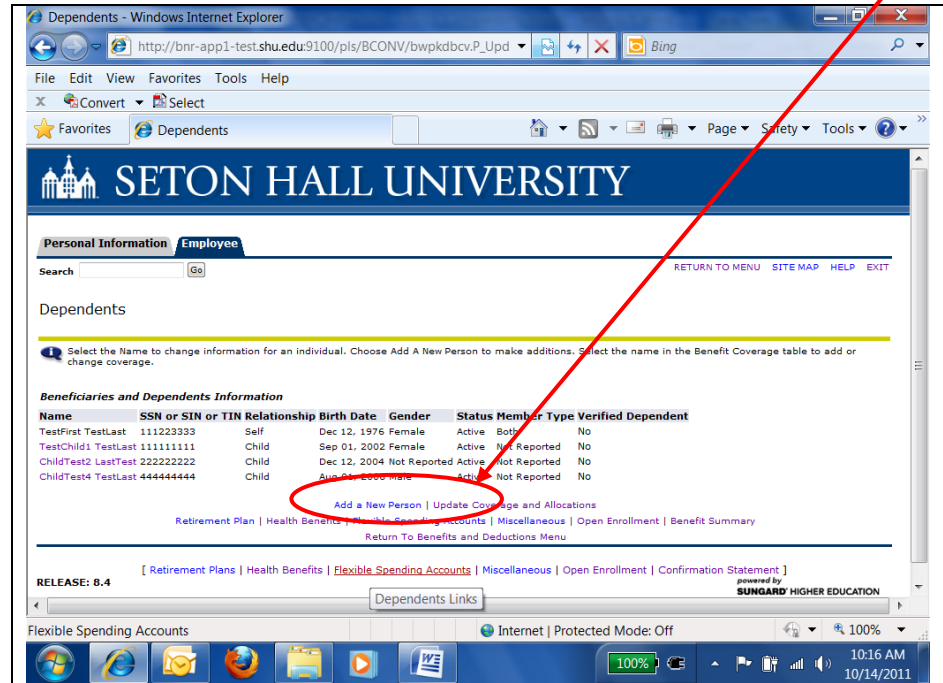 Dependents - Windows Internet Explorer
http://bnr-app1-test.shu.edu:9100/pls/BCONV/bwpkdbcv.P_Upd
Bing
File Edit View Favorites Tools Help
x Convert Select
Favorites Dependents Page Safety Tools
SETON HALL UNIVERSITY
Personal Information Employee
Search Go RETURN TO MENU SITE MAP HELP EXIT
Dependents
Select the Name to change information for an individual. Choose Add A New Person to make additions. Select the name in the Benefit Coverage table to add or
change coverage.
Beneficiaries and Dependents Information
Name SSN or SIN or TIN Relationship Birth Date Gender Status Member Type Verified Dependent
TestFirst TestLast 111223333 Self Dec 12, 1976 Female Active Both No
TestChild1 TestLast 111111111 Child Sep 01, 2002 Female Active Not Reported No
ChildTest2 LastTest 222222222 Child Dec 12, 2004 Not Reported Active Not Reported No
ChildTest4 TestLast 444444444 Child Aug 01, 2006 Male Active Not Reported No
Add a New Person | Update Coverage and Allocations
Retirement Plan | Health Benefits | Flexible Spending Accounts | Miscellaneous | Open Enrollment | Benefit Summary
Return To Benefits and Deductions Menu
[ Retirement Plans | Health Benefits | Flexible Spending Accounts | Miscellaneous | Open Enrollment | Confirmation Statement ]
RELEASE: 8.4
powered by
SUNGARD HIGHER EDUCATION
Dependents Links
Flexible Spending Accounts Internet | Protected Mode: Off 100%
100% 10:16 AM
10/14/2011